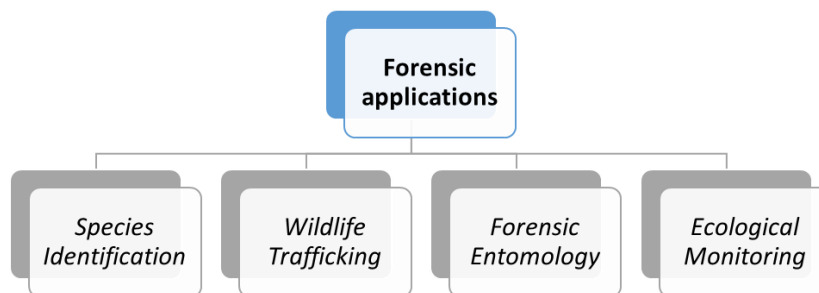 Forensic
applications
Species
Identification
Wildlife
Trafficking
Forensic
Entomology
Ecological
Monitoring